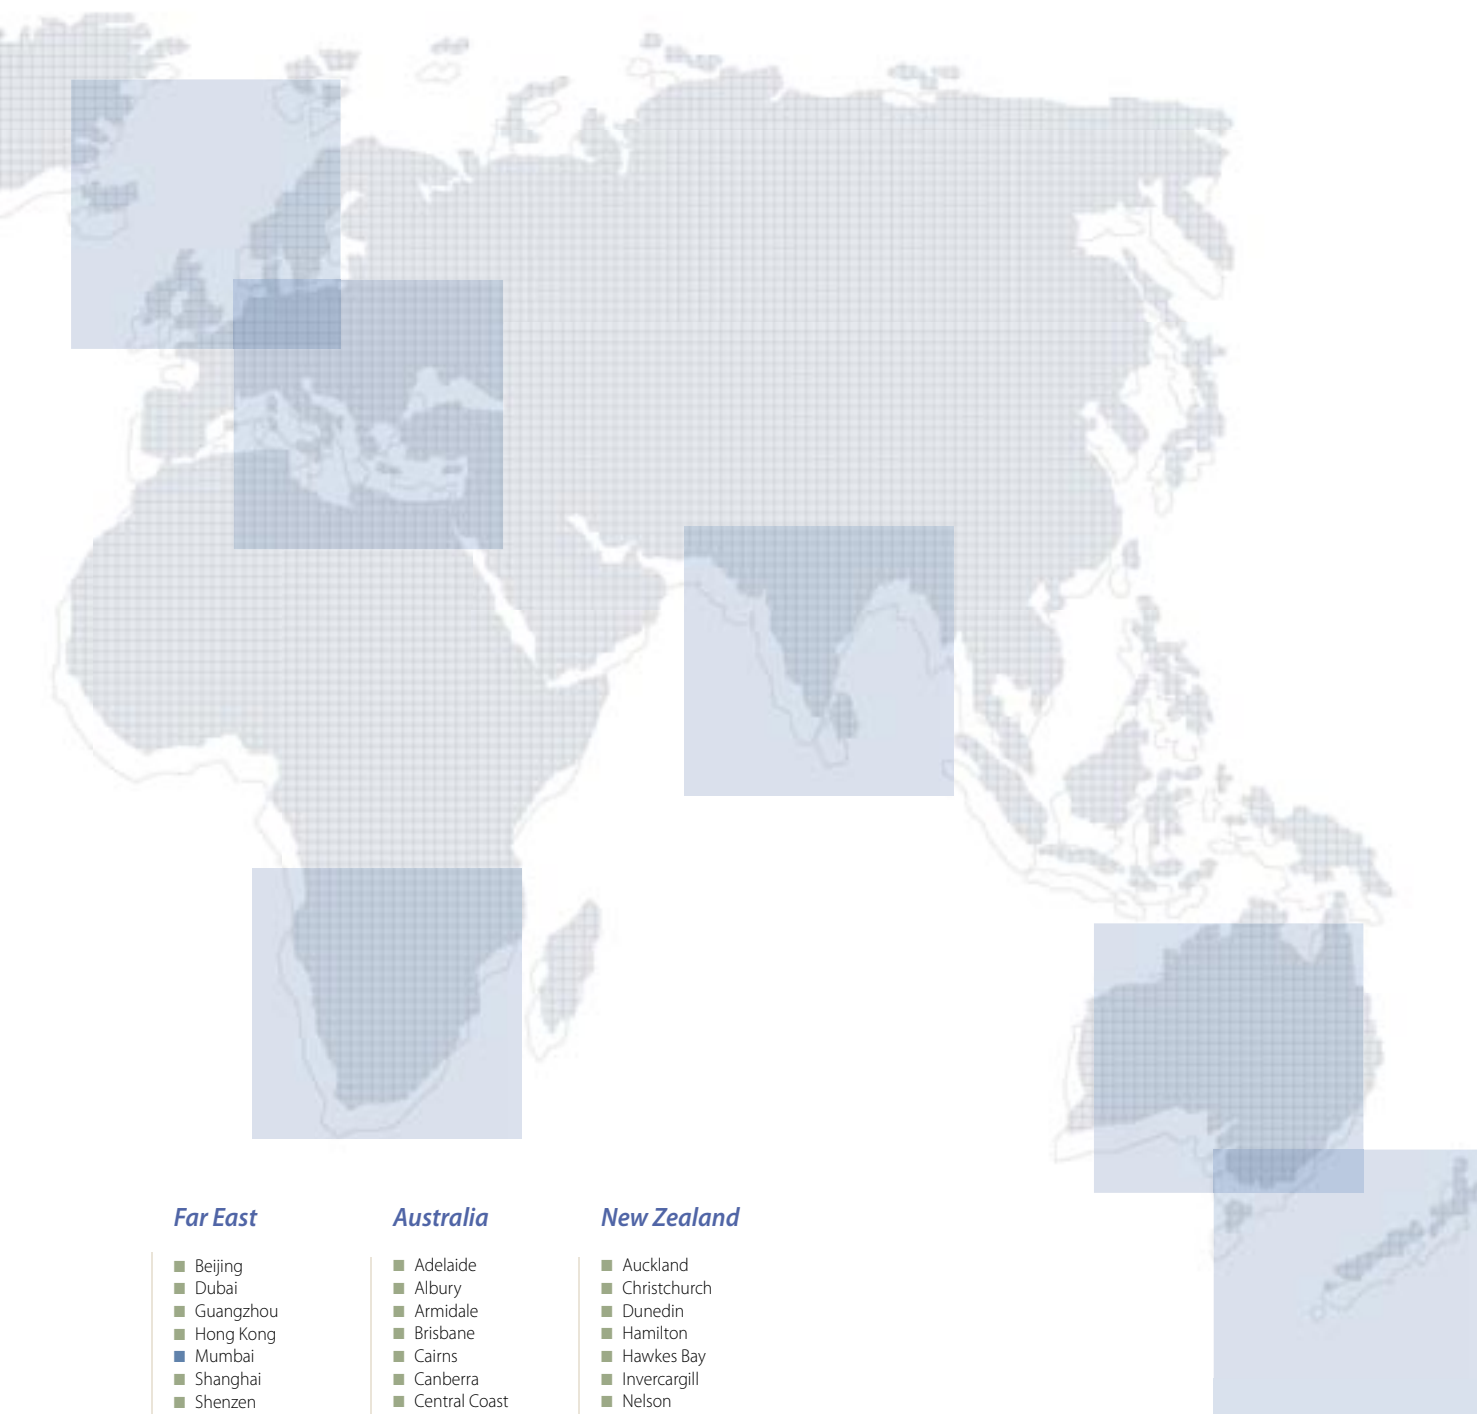 Far East
Beijing
Dubai
Guangzhou
Hong Kong
Mumbai
Shanghai
Shenzen
Australia
Adelaide
Albury
Armidale
Brisbane
Cairns
Canberra
Central Coast
New Zealand
Auckland
Christchurch
Dunedin
Hamilton
Hawkes Bay
Invercargill
Nelson